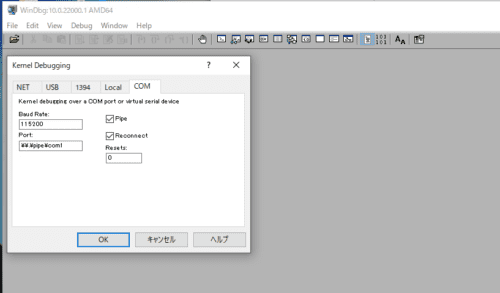 WinDbg:10.0.22000.1 AMD64
File Edit View Debug Window Help
Kernel Debugging ?
NET USB 1394 Local COM
Kernel debugging over a COM port or virtual serial device
Baud Rate:
115200
Pipe
Port:
¥¥.¥pipe¥com1
Reconnect
Resets:
0
OK キャンセル ヘルプ